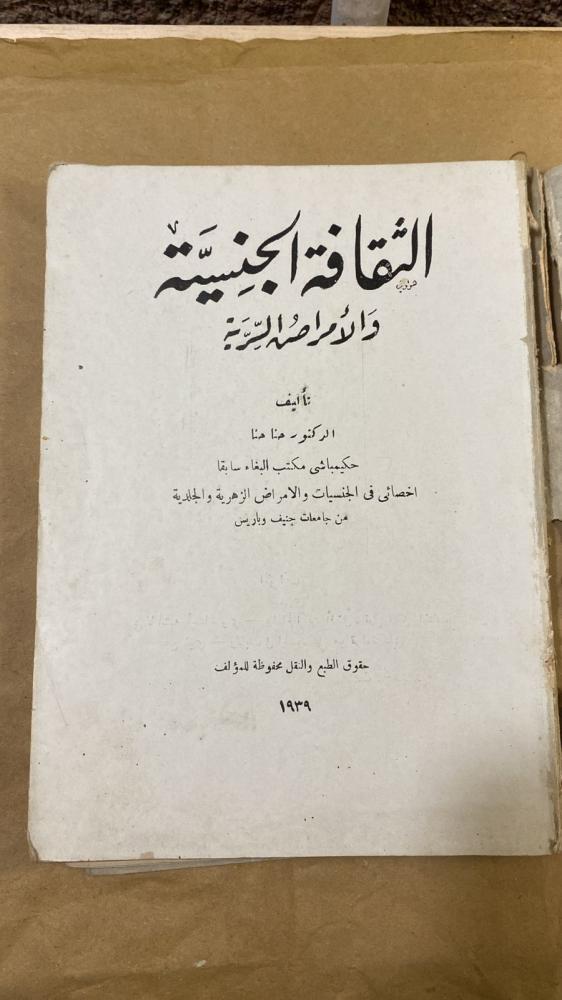 الثقافة الجنسية
والأمراض السرية
تأليف
الدكتور حنا حنا
حكيمباشى مكتب البغاء سابقا
اخصائى فى الجنسيات والامراض الزهرية والجلدية
من جامعات جنيف وباريس
حقوق الطبع والنقل محفوظة للمؤلف
١٩٣٩